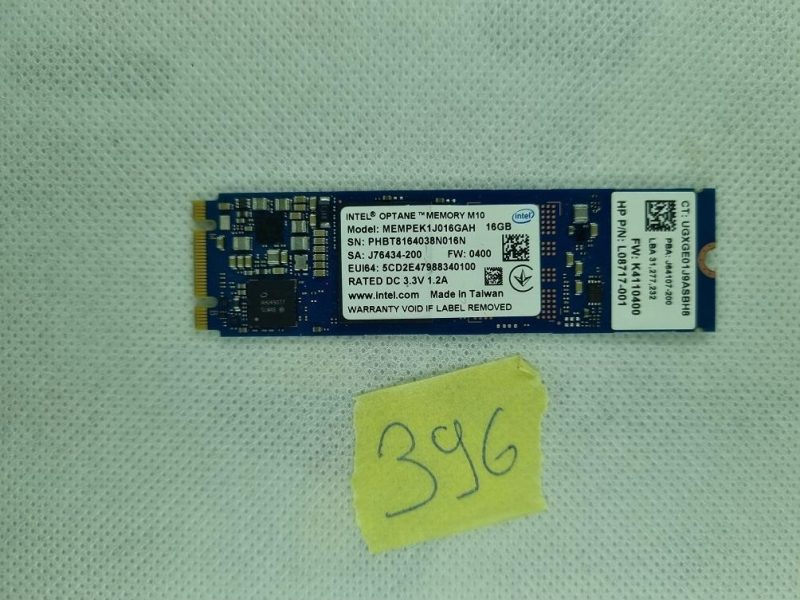 INTEL® OPTANE™ MEMORY M10
intel
Model: MEMPEK1J016GAH 16GB
SN: PHBT8164038N016N
SA: J76434-200 FW: 0400
EUI64: 5CD2E47988340100
RATED DC 3.3V 1.2A
www.intel.com Made in Taiwan
WARRANTY VOID IF LABEL REMOVED
CT: UGXGE01J9ASBH8
PBA: J84107-200
LBA 31,277,232
FW: K4110400
HP P/N: L08717-001
396